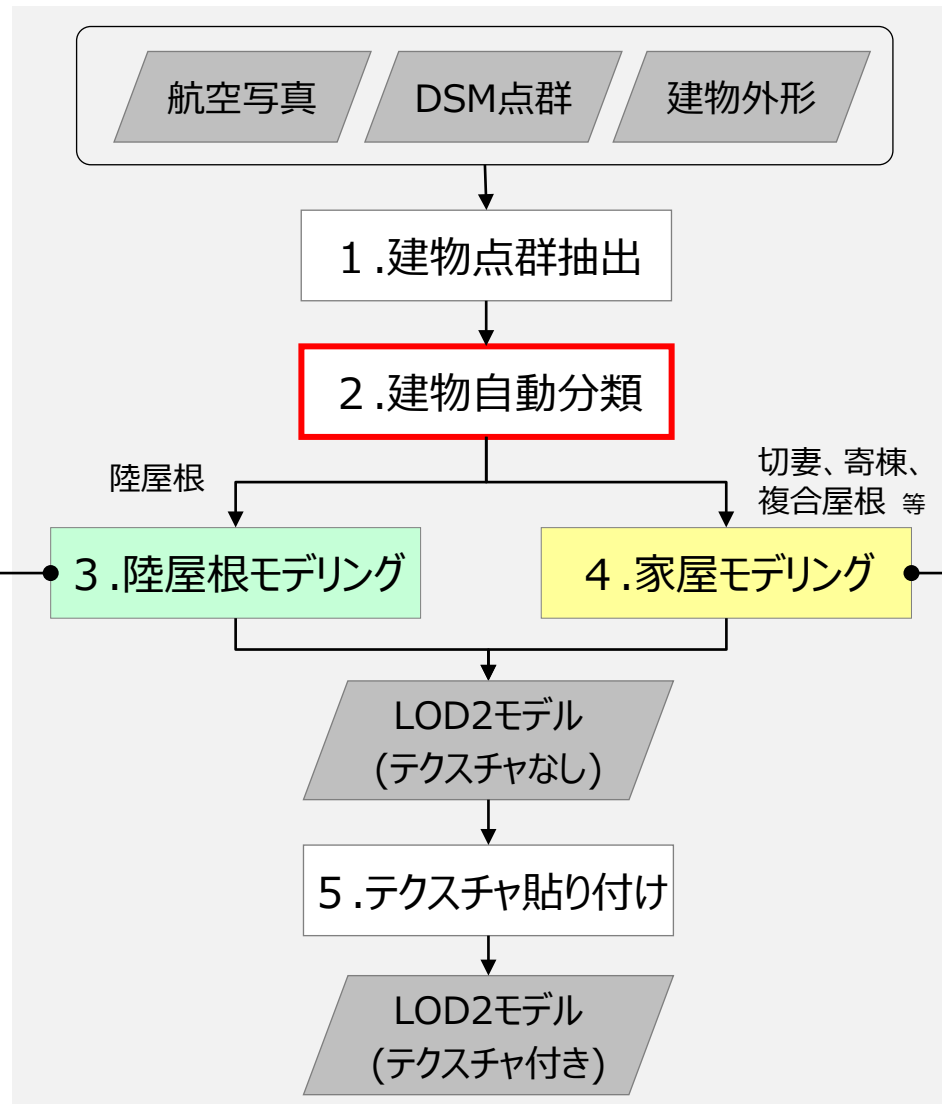 航空写真
DSM点群
建物外形
１.建物点群抽出
２.建物自動分類
陸屋根
切妻、寄棟、
複合屋根 等
３.陸屋根モデリング
４.家屋モデリング
LOD2モデル
(テクスチャなし)
５.テクスチャ貼り付け
LOD2モデル
(テクスチャ付き)